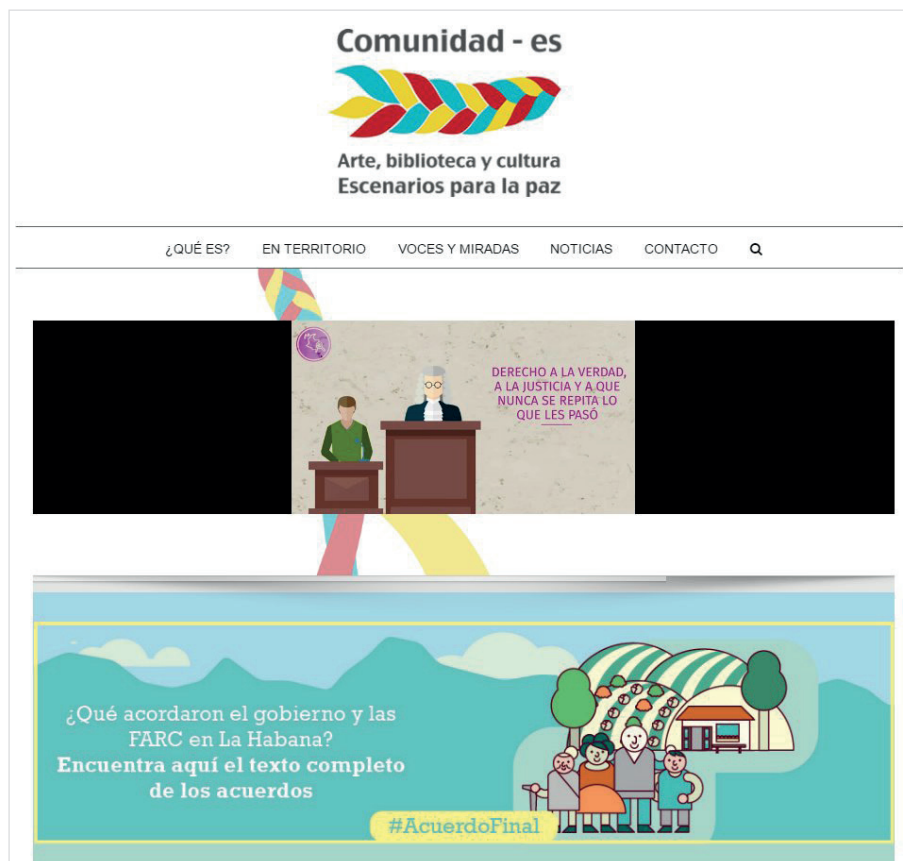 Comunidad - es
Arte, biblioteca y cultura
Escenarios para la paz
¿QUÉ ES? EN TERRITORIO VOCES Y MIRADAS NOTICIAS CONTACTO
DERECHO A LA VERDAD,
A LA JUSTICIA Y A QUE
NUNCA SE REPITA LO
QUE LES PASÓ
¿Qué acordaron el gobierno y las
FARC en La Habana?
Encuentra aquí el texto completo
de los acuerdos
#AcuerdoFinal